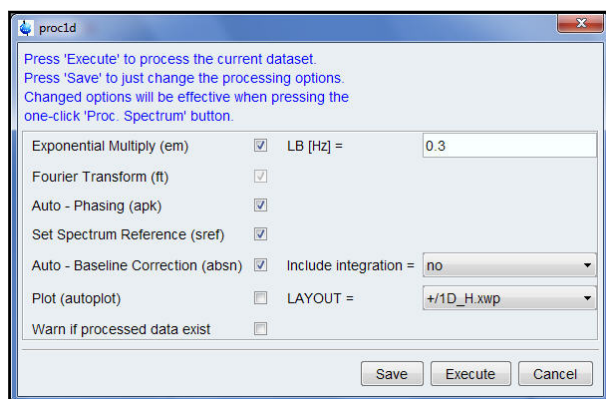 proc1d
Press 'Execute' to process the current dataset.
Press 'Save' to just change the processing options.
Changed options will be effective when pressing the
one-click 'Proc. Spectrum' button.
Exponential Multiply (em) LB [Hz] = 0.3
Fourier Transform (ft)
Auto - Phasing (apk)
Set Spectrum Reference (sref)
Auto - Baseline Correction (absn) Include integration = no
Plot (autoplot) LAYOUT = +/1D_H.xwp
Warn if processed data exist
Save Execute Cancel